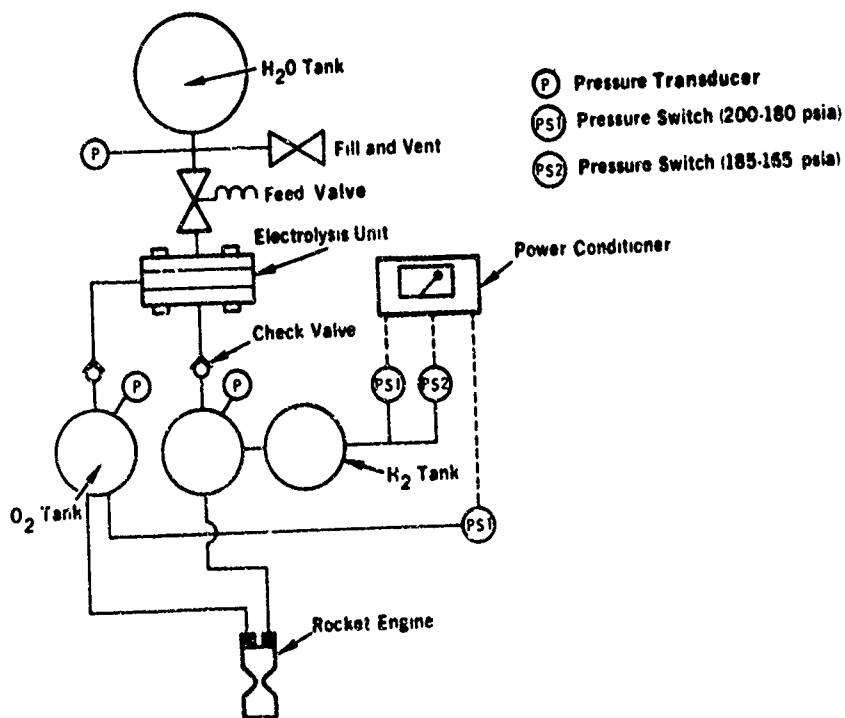 H2O Tank
P Pressure Transducer
PS1 Pressure Switch (200-180 psia)
PS2 Pressure Switch (185-165 psia)
P
Fill and Vent
Feed Valve
Electrolysis Unit
Power Conditioner
Check Valve
P
P
PS1
PS2
H2 Tank
O2 Tank
PS1
Rocket Engine